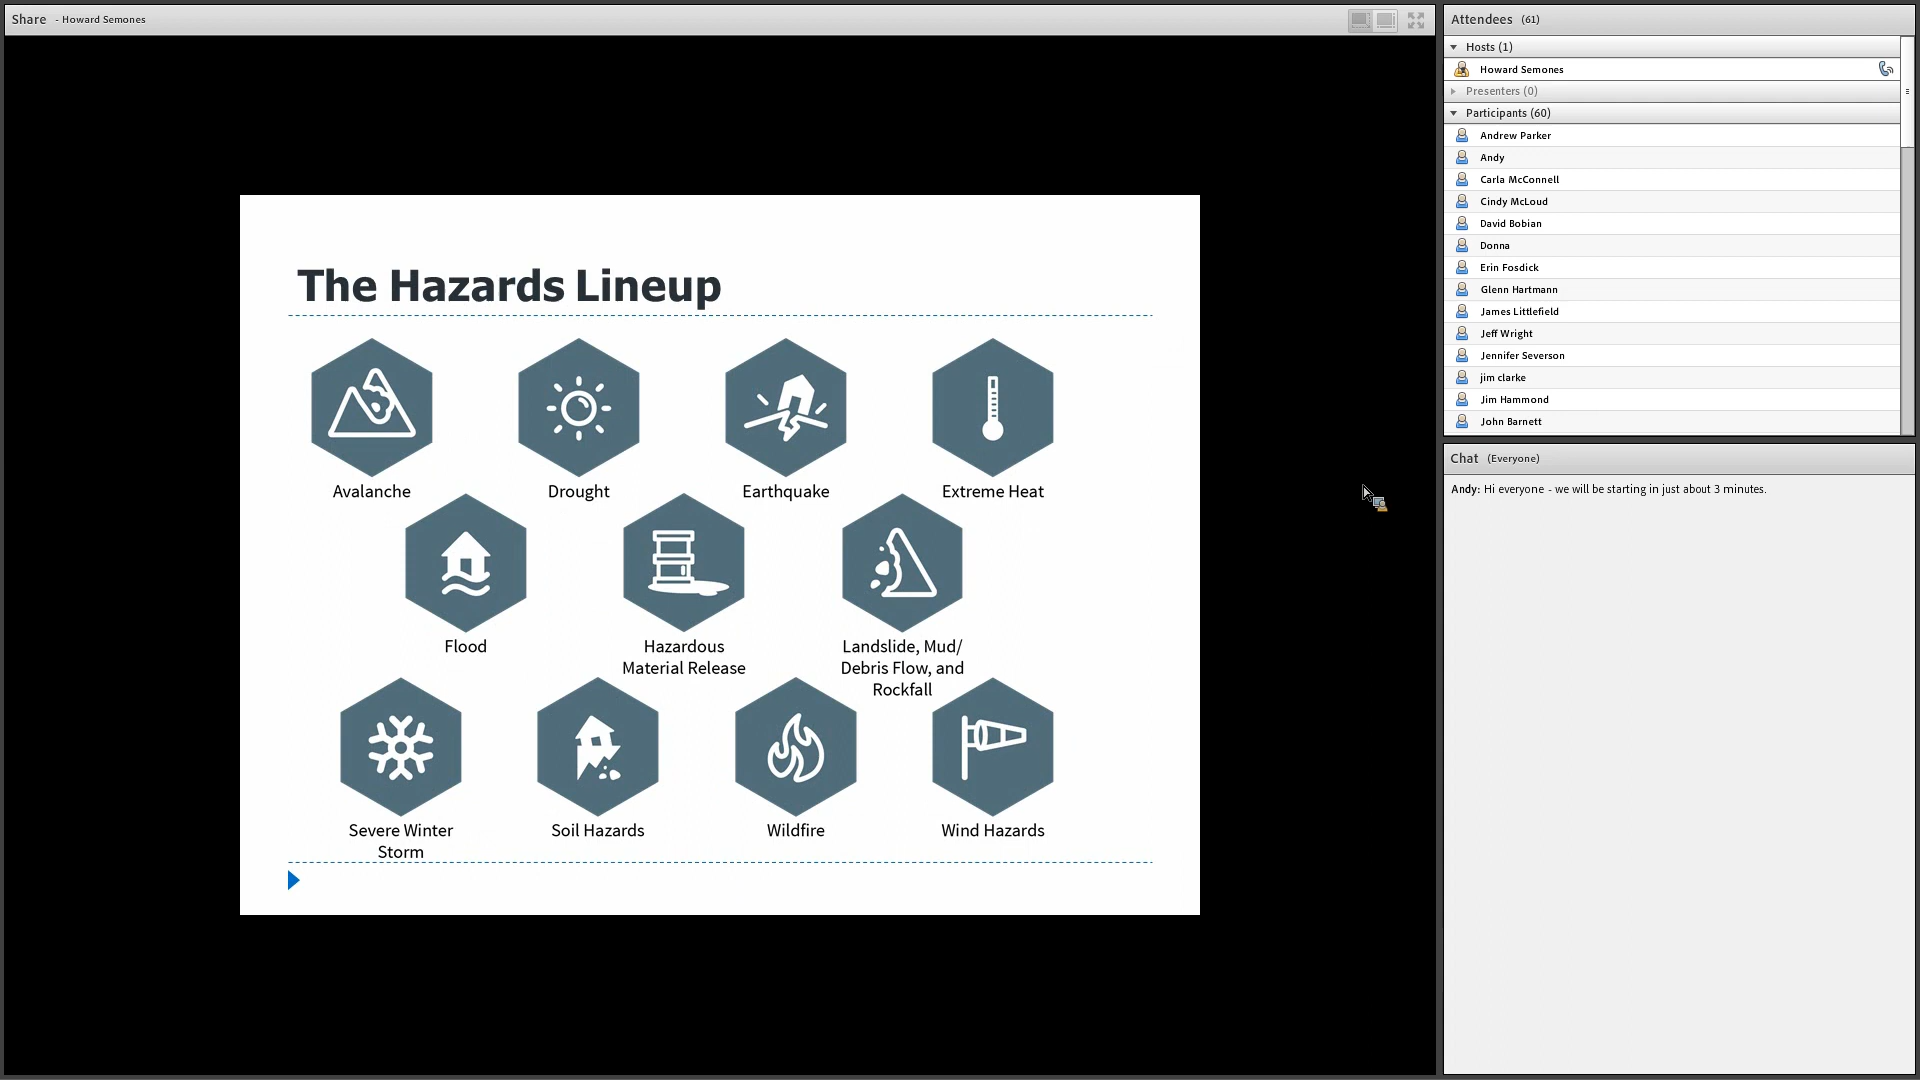 Share - Howard Semones
The Hazards Lineup
Avalanche
Drought
Earthquake
Extreme Heat
Flood
Hazardous
Material Release
Landslide, Mud/
Debris Flow, and
Rockfall
Severe Winter
Storm
Soil Hazards
Wildfire
Wind Hazards
Attendees (61)
Hosts (1)
Howard Semones
Presenters (0)
Participants (60)
Andrew Parker
Andy
Carla McConnell
Cindy McLoud
David Bobian
Donna
Erin Fosdick
Glenn Hartmann
James Littlefield
Jeff Wright
Jennifer Severson
jim clarke
Jim Hammond
John Barnett
Chat (Everyone)
Andy: Hi everyone - we will be starting in just about 3 minutes.